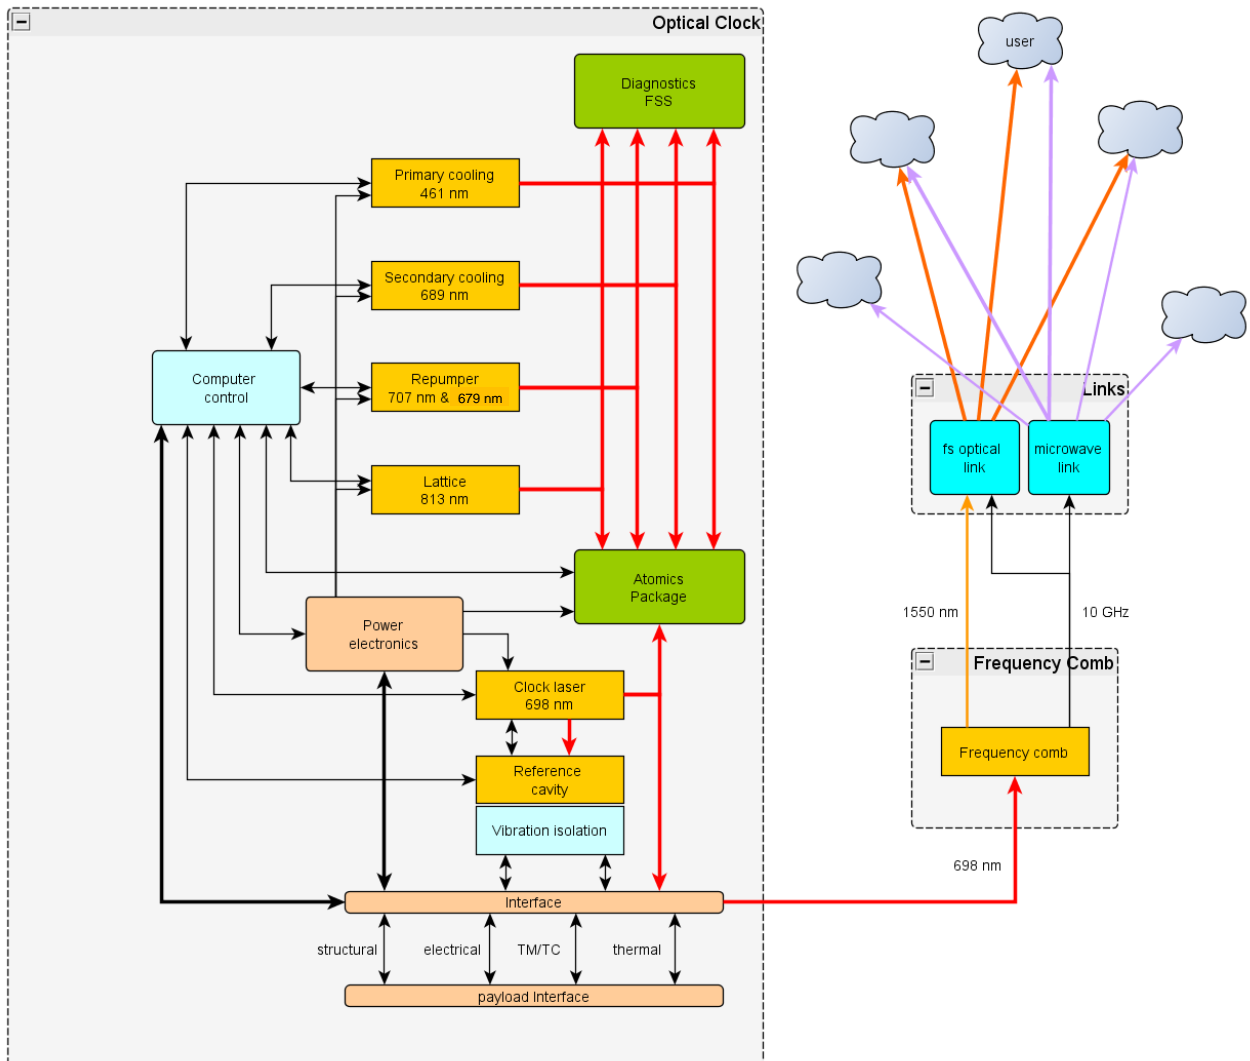 Optical Clock
Diagnostics
FSS
Primary cooling
461 nm
Secondary cooling
689 nm
Repumper
707 nm & 679 nm
Lattice
813 nm
Computer
control
Atomics
Package
Power
electronics
Clock laser
698 nm
Reference
cavity
Vibration isolation
Interface
structural
electrical
TM/TC
thermal
payload Interface
user
Links
fs optical
link
microwave
link
1550 nm
10 GHz
Frequency Comb
Frequency comb
698 nm